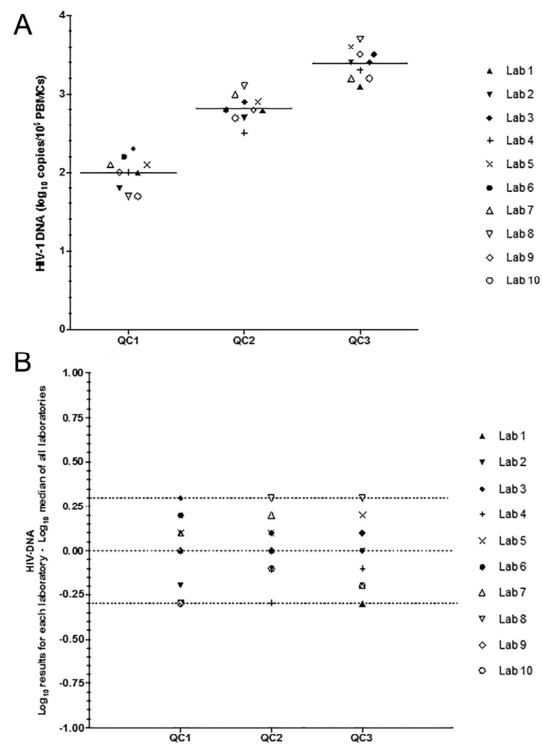 A
HIV-1 DNA (log10 copies/10⁶ PBMCs)
4
3
2
1
0
QC1 QC2 QC3
Lab 1
Lab 2
Lab 3
Lab 4
Lab 5
Lab 6
Lab 7
Lab 8
Lab 9
Lab 10
B
HIV-DNA
Log10 results for each laboratory - Log10 median of all laboratories
1.00
0.75
0.50
0.25
0.00
-0.25
-0.50
-0.75
-1.00
QC1 QC2 QC3
Lab 1
Lab 2
Lab 3
Lab 4
Lab 5
Lab 6
Lab 7
Lab 8
Lab 9
Lab 10